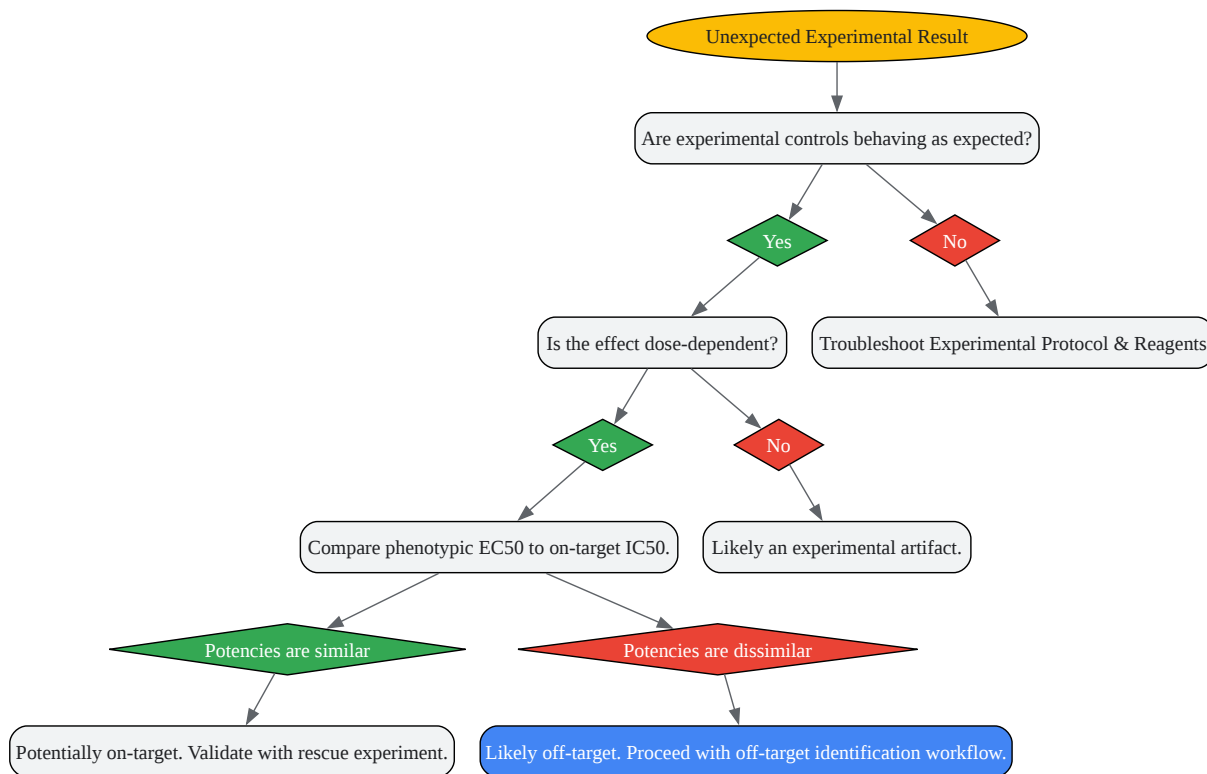 Unexpected Experimental Result
Are experimental controls behaving as expected?
Yes
No
Is the effect dose-dependent?
Troubleshoot Experimental Protocol & Reagents
Yes
No
Compare phenotypic EC50 to on-target IC50.
Likely an experimental artifact.
Potencies are similar
Potencies are dissimilar
Potentially on-target. Validate with rescue experiment.
Likely off-target. Proceed with off-target identification workflow.